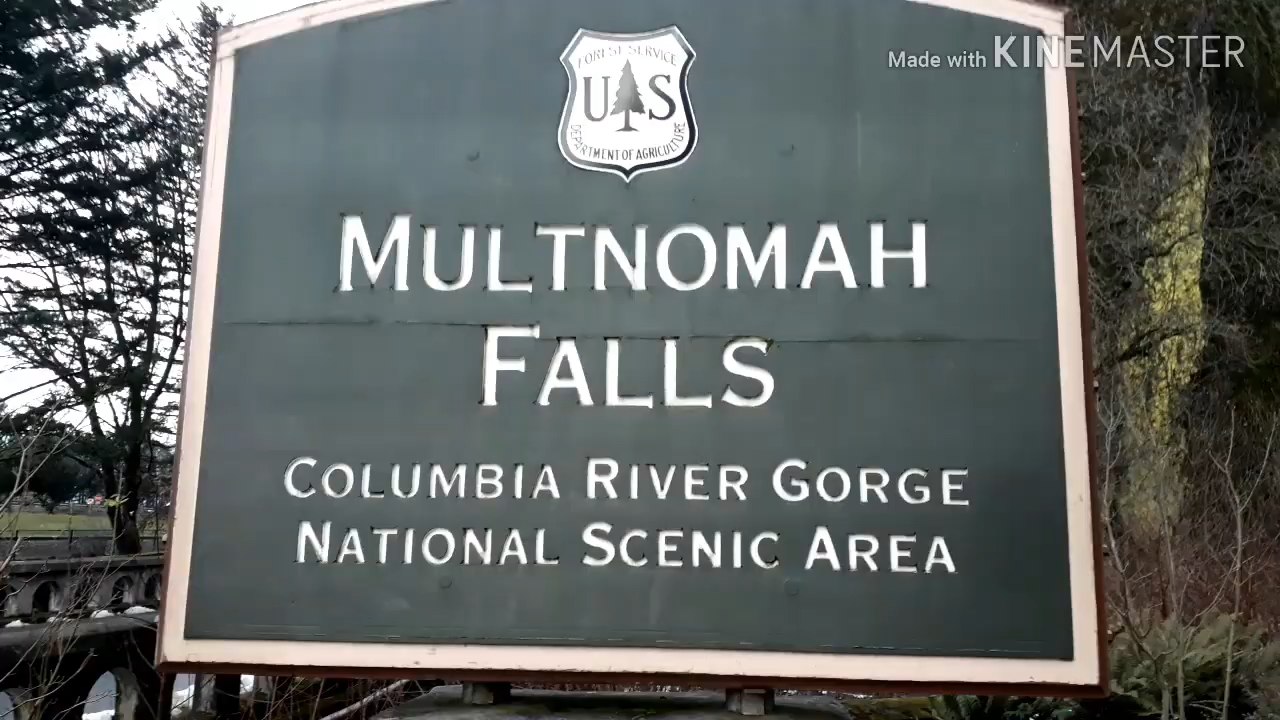 Made with KINEMASTER
FOREST SERVICE
U S
DEPARTMENT OF AGRICULTURE
MULTNOMAH
FALLS
COLUMBIA RIVER GORGE
NATIONAL SCENIC AREA